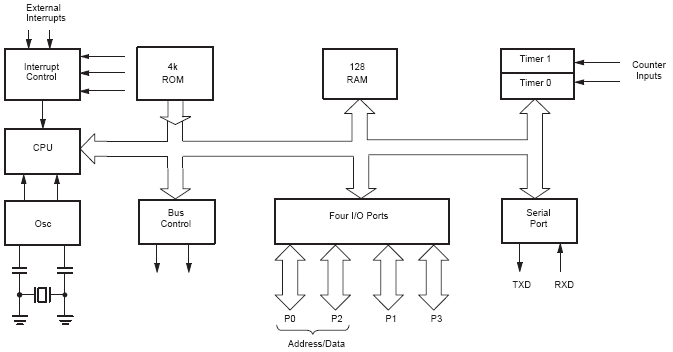 External
Interrupts
Interrupt
Control
4k
ROM
128
RAM
Timer 1
Timer 0
Counter
Inputs
CPU
Osc
Bus
Control
Four I/O Ports
Serial
Port
TXD
RXD
P0
P2
P1
P3
Address/Data